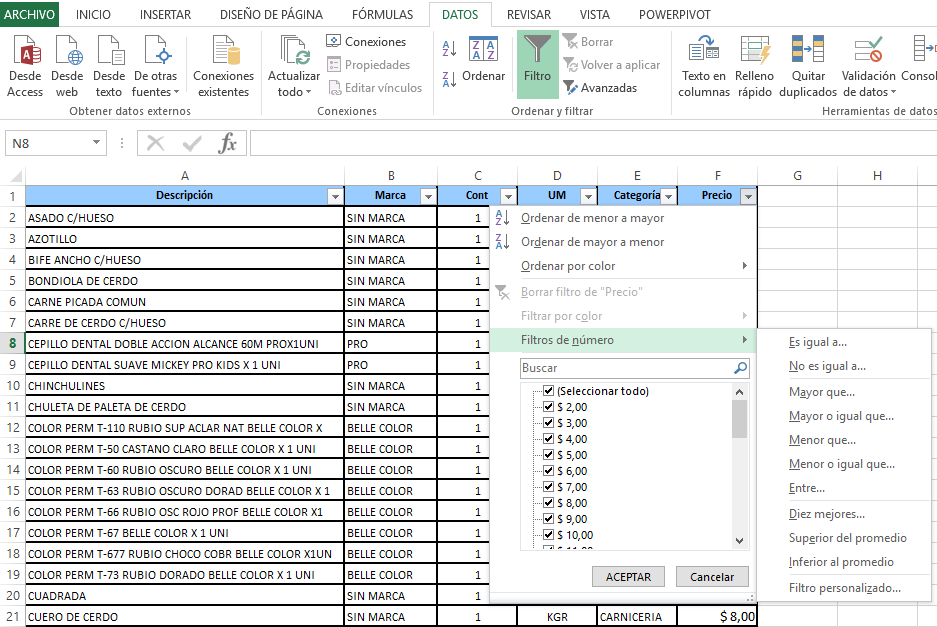 ARCHIVO INICIO INSERTAR DISEÑO DE PÁGINA FÓRMULAS DATOS REVISAR VISTA POWERPIVOT
Desde Access
Desde web
Desde texto
De otras fuentes
Conexiones existentes
Obtener datos externos
Actualizar todo
Conexiones
Propiedades
Editar vínculos
Conexiones
Ordenar
Filtro
Borrar
Volver a aplicar
Avanzadas
Ordenar y filtrar
Texto en columnas
Relleno rápido
Quitar duplicados
Validación de datos
Consol
Herramientas de datos
N8 fx
A B C D E F G H
1 Descripción Marca Cont UM Categoría Precio
2 ASADO C/HUESO SIN MARCA 1
3 AZOTILLO SIN MARCA 1
4 BIFE ANCHO C/HUESO SIN MARCA 1
5 BONDIOLA DE CERDO SIN MARCA 1
6 CARNE PICADA COMUN SIN MARCA 1
7 CARRE DE CERDO C/HUESO SIN MARCA 1
8 CEPILLO DENTAL DOBLE ACCION ALCANCE 60M PROX1UNI PRO 1
9 CEPILLO DENTAL SUAVE MICKEY PRO KIDS X 1 UNI PRO 1
10 CHINCHULINES SIN MARCA 1
11 CHULETA DE PALETA DE CERDO SIN MARCA 1
12 COLOR PERM T-110 RUBIO SUP ACLAR NAT BELLE COLOR X BELLE COLOR 1
13 COLOR PERM T-50 CASTANO CLARO BELLE COLOR X 1 UNI BELLE COLOR 1
14 COLOR PERM T-60 RUBIO OSCURO BELLE COLOR X 1 UNI BELLE COLOR 1
15 COLOR PERM T-63 RUBIO OSCURO DORAD BELLE COLOR X 1 BELLE COLOR 1
16 COLOR PERM T-66 RUBIO OSC ROJO PROF BELLE COLOR X1 BELLE COLOR 1
17 COLOR PERM T-67 BELLE COLOR X 1 UNI BELLE COLOR 1
18 COLOR PERM T-677 RUBIO CHOCO COBR BELLE COLOR X1UN BELLE COLOR 1
19 COLOR PERM T-73 RUBIO DORADO BELLE COLOR X 1 UNI BELLE COLOR 1
20 CUADRADA SIN MARCA 1
21 CUERO DE CERDO SIN MARCA 1 KGR CARNICERIA $ 8,00
Ordenar de menor a mayor
Ordenar de mayor a menor
Ordenar por color
Borrar filtro de "Precio"
Filtrar por color
Filtros de número
Buscar
(Seleccionar todo)
$ 2,00
$ 3,00
$ 4,00
$ 5,00
$ 6,00
$ 7,00
$ 8,00
$ 9,00
$ 10,00
$ 11,00
ACEPTAR Cancelar
Es igual a...
No es igual a...
Mayor que...
Mayor o igual que...
Menor que...
Menor o igual que...
Entre...
Diez mejores...
Superior del promedio
Inferior al promedio
Filtro personalizado...